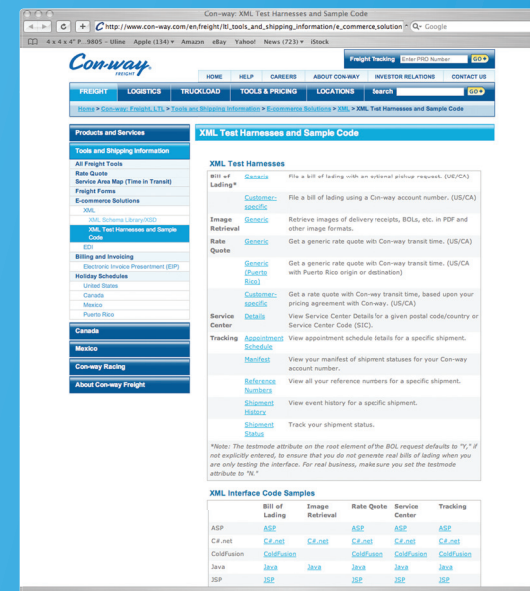 Con-way: XML Test Harnesses and Sample Code
http://www.con-way.com/en/freight/ltl_tools_and_shipping_information/e_commerce_solution
Google
4 x 4 x 4" P...9805 – Uline Apple (134) Amazon eBay Yahoo! News (723) iStock
Con-way
FREIGHT
Freight Tracking Enter PRO Number GO
HOME HELP CAREERS ABOUT CON-WAY INVESTOR RELATIONS CONTACT US
FREIGHT LOGISTICS TRUCKLOAD TOOLS & PRICING LOCATIONS Search GO
Home > Con-way: Freight, LTL > Tools and Shipping Information > E-commerce Solutions > XML > XML Test Harnesses and Sample Code
Products and Services
Tools and Shipping Information
All Freight Tools
Rate Quote
Service Area Map (Time in Transit)
Freight Forms
E-commerce Solutions
XML
XML Schema Library/XSD
XML Test Harnesses and Sample
Code
EDI
Billing and Invoicing
Electronic Invoice Presentment (EIP)
Holiday Schedules
United States
Canada
Mexico
Puerto Rico
Canada
Mexico
Con-way Racing
About Con-way Freight
XML Test Harnesses and Sample Code
XML Test Harnesses
Bill of Generic File a bill of lading with an optional pickup request. (US/CA)
Lading*
Customer- File a bill of lading using a Con-way account number. (US/CA)
specific
Image Generic Retrieve images of delivery receipts, BOLs, etc. in PDF and
Retrieval other image formats.
Rate Generic Get a generic rate quote with Con-way transit time. (US/CA)
Quote
Generic Get a generic rate quote with Con-way transit time. (US/CA
(Puerto with Puerto Rico origin or destination)
Rico)
Customer- Get a rate quote with Con-way transit time, based upon your
specific pricing agreement with Con-way. (US/CA)
Service Details View Service Center Details for a given postal code/country or
Center Service Center Code (SIC).
Tracking Appointment View appointment schedule details for a specific shipment.
Schedule
Manifest View your manifest of shipment statuses for your Con-way
account number.
Reference View all your reference numbers for a specific shipment.
Numbers
Shipment View event history for a specific shipment.
History
Shipment Track your shipment status.
Status
*Note: The testmode attribute on the root element of the BOL request defaults to "Y," if
not explicitly entered, to ensure that you do not generate real bills of lading when you
are only testing the interface. For real business, make sure you set the testmode
attribute to "N."
XML Interface Code Samples
Bill of Image Rate Quote Service Tracking
Lading Retrieval Center
ASP ASP ASP ASP ASP
C#.net C#.net C#.net C#.net C#.net C#.net
ColdFusion ColdFusion ColdFusion ColdFusion ColdFusion
Java Java Java Java Java Java
JSP JSP JSP JSP JSP